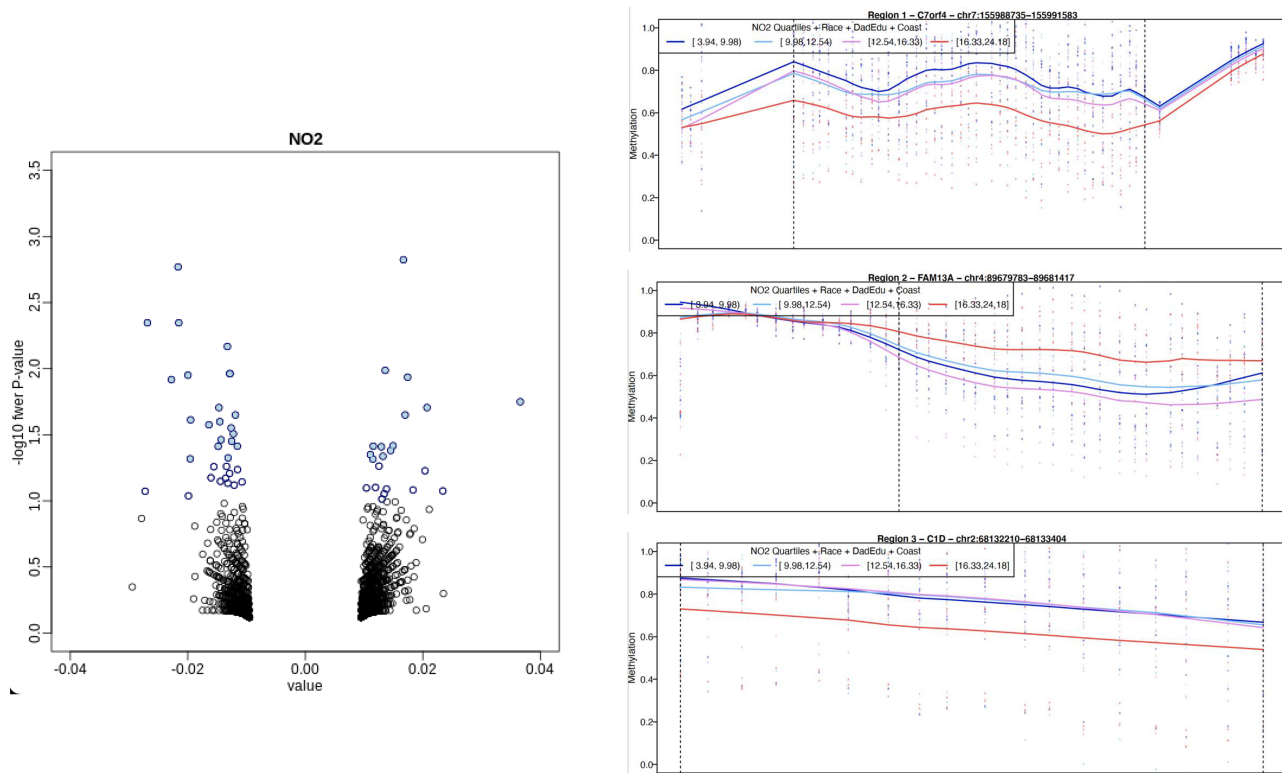 NO2
-log10 fwer P-value
3.5
3.0
2.5
2.0
1.5
1.0
0.5
0.0
-0.04
-0.02
0.00
0.02
0.04
value
Region 1 – C7orf4 – chr7:155988735–155991583
NO2 Quartiles + Race + DadEdu + Coast
[ 3.94, 9.98)
[ 9.98,12.54)
[12.54,16.33)
[16.33,24.18]
Methylation
1.0
0.8
0.6
0.4
0.2
0.0
Region 2 – FAM13A – chr4:89679783–89681417
NO2 Quartiles + Race + DadEdu + Coast
[ 3.94, 9.98)
[ 9.98,12.54)
[12.54,16.33)
[16.33,24.18]
Methylation
1.0
0.8
0.6
0.4
0.2
0.0
Region 3 – C1D – chr2:68132210–68133404
NO2 Quartiles + Race + DadEdu + Coast
[ 3.94, 9.98)
[ 9.98,12.54)
[12.54,16.33)
[16.33,24.18]
Methylation
1.0
0.8
0.6
0.4
0.2
0.0